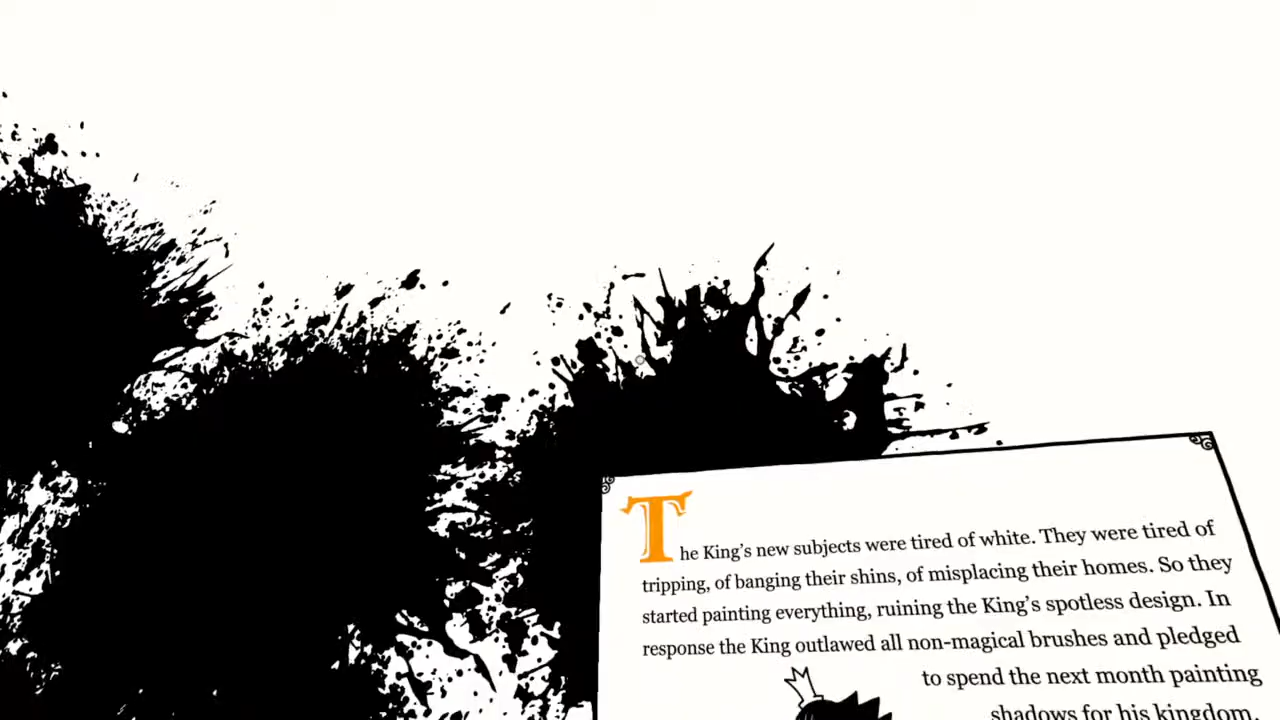 The King’s new subjects were tired of white. They were tired of
tripping, of banging their shins, of misplacing their homes. So they
started painting everything, ruining the King’s spotless design. In
response the King outlawed all non-magical brushes and pledged
to spend the next month painting
shadows for his kingdom.